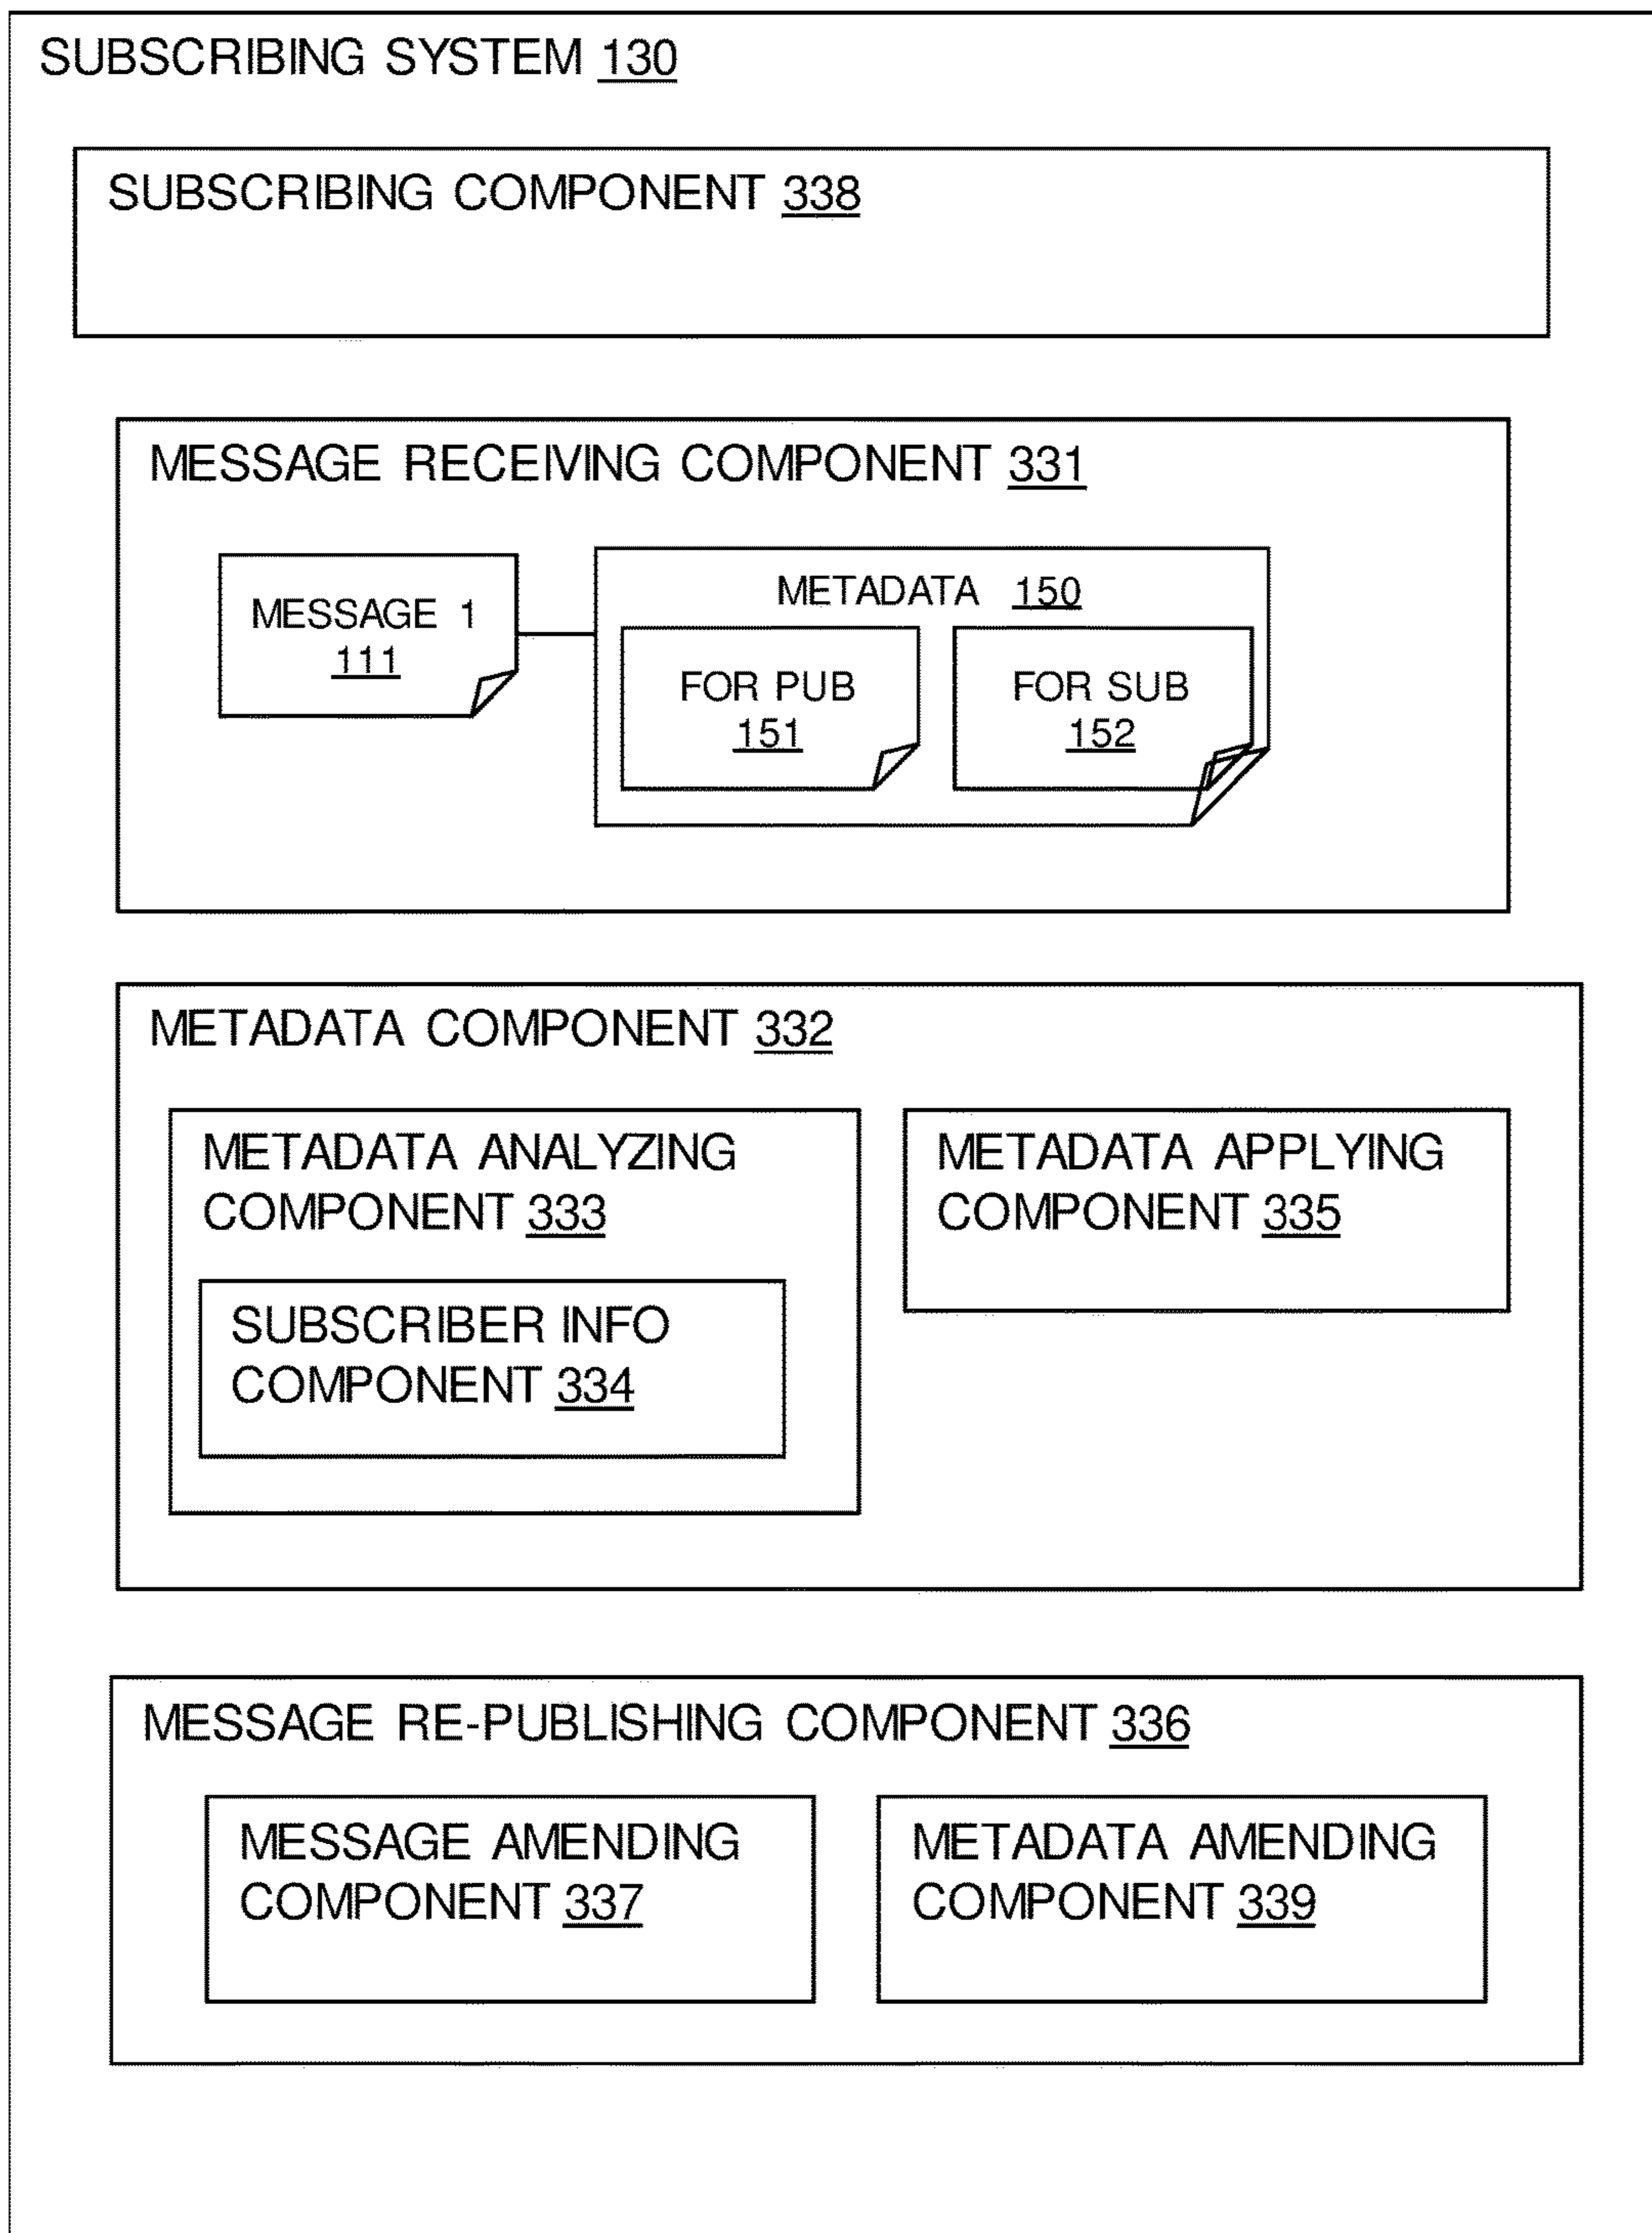 SUBSCRIBING SYSTEM 130
SUBSCRIBING COMPONENT 338
MESSAGE RECEIVING COMPONENT 331
MESSAGE 1
111
METADATA 150
FOR PUB
151
FOR SUB
152
METADATA COMPONENT 332
METADATA ANALYZING
COMPONENT 333
SUBSCRIBER INFO
COMPONENT 334
METADATA APPLYING
COMPONENT 335
MESSAGE RE-PUBLISHING COMPONENT 336
MESSAGE AMENDING
COMPONENT 337
METADATA AMENDING
COMPONENT 339